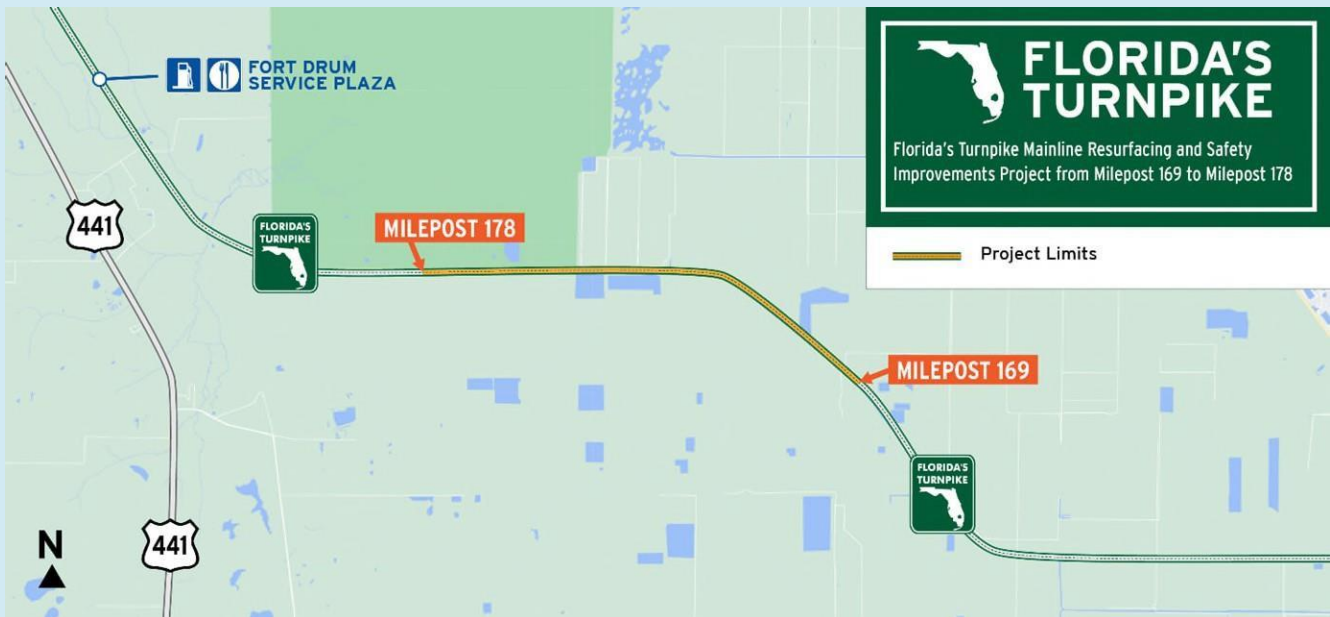 FORT DRUM
SERVICE PLAZA
FLORIDA'S
TURNPIKE
Florida's Turnpike Mainline Resurfacing and Safety
Improvements Project from Milepost 169 to Milepost 178
Project Limits
441
FLORIDA'S
TURNPIKE
MILEPOST 178
MILEPOST 169
FLORIDA'S
TURNPIKE
441
N